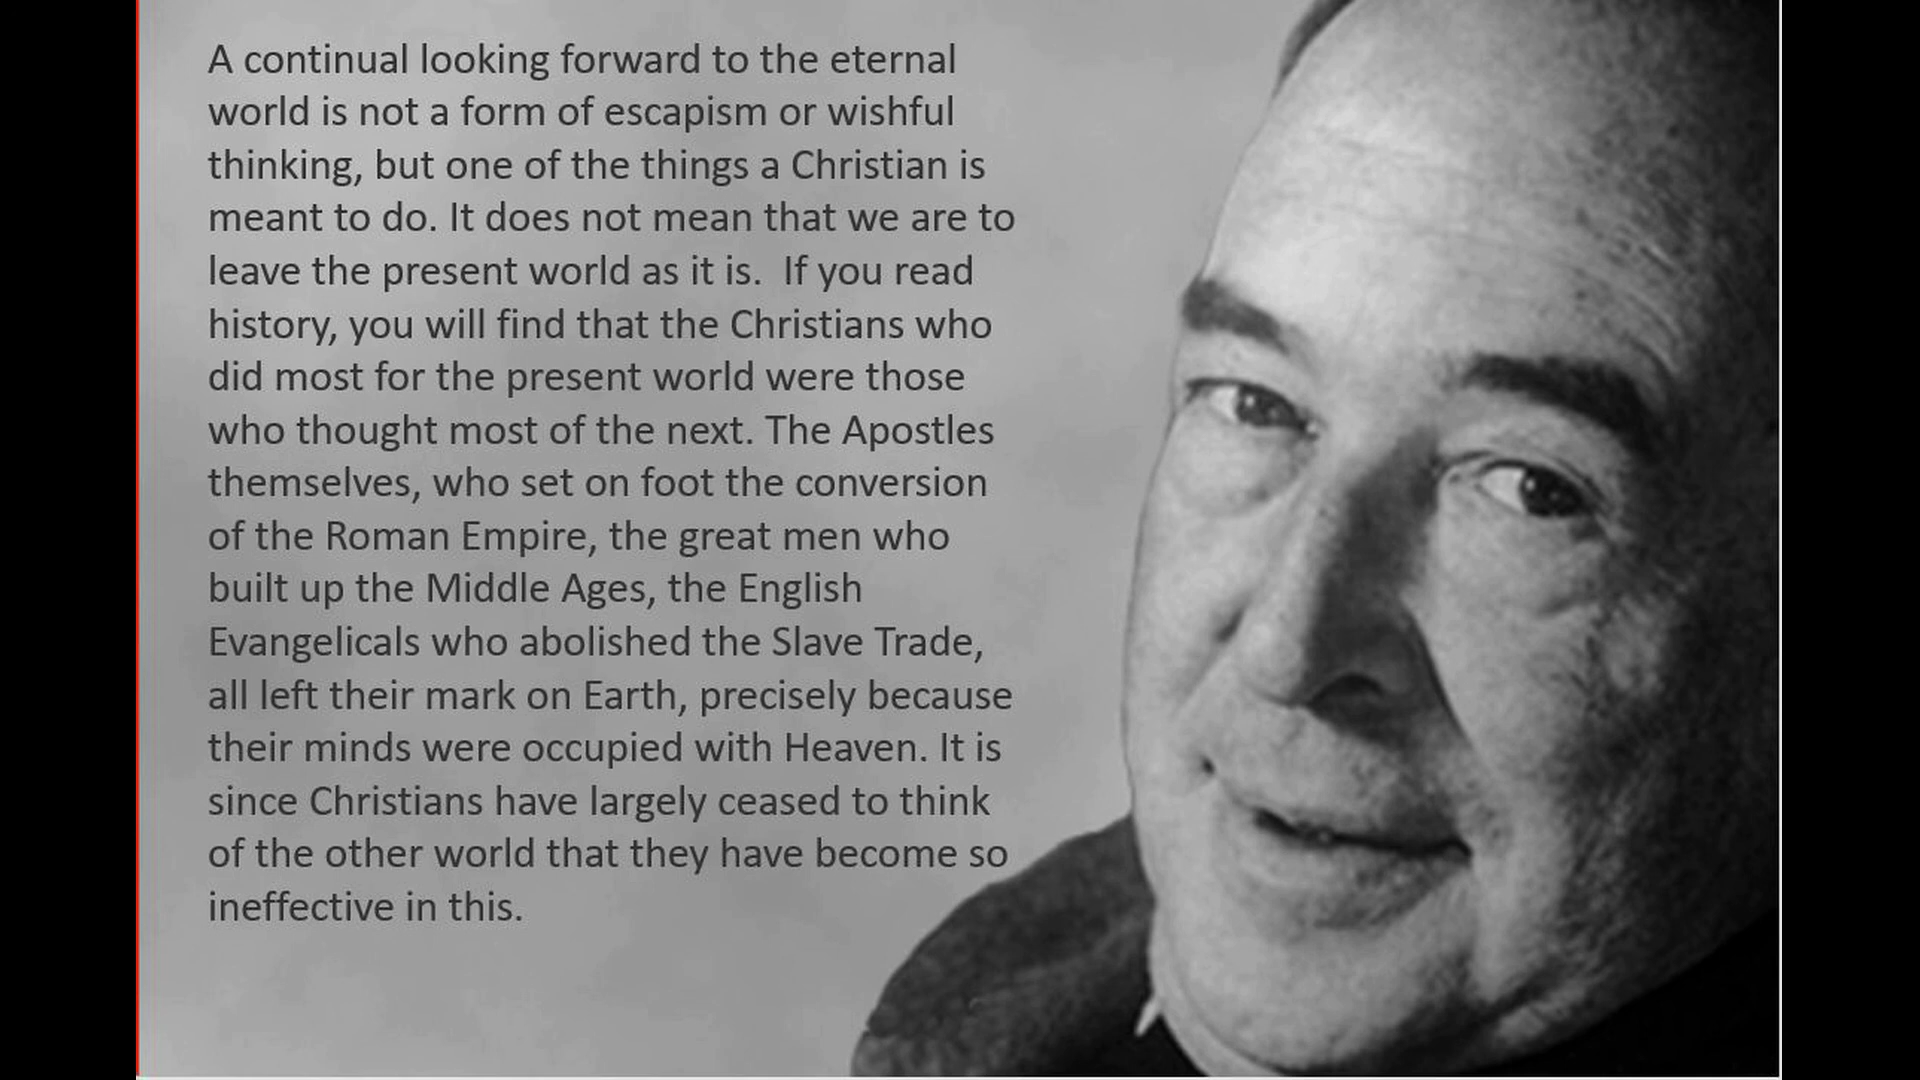 A continual looking forward to the eternal
world is not a form of escapism or wishful
thinking, but one of the things a Christian is
meant to do. It does not mean that we are to
leave the present world as it is.  If you read
history, you will find that the Christians who
did most for the present world were those
who thought most of the next. The Apostles
themselves, who set on foot the conversion
of the Roman Empire, the great men who
built up the Middle Ages, the English
Evangelicals who abolished the Slave Trade,
all left their mark on Earth, precisely because
their minds were occupied with Heaven. It is
since Christians have largely ceased to think
of the other world that they have become so
ineffective in this.